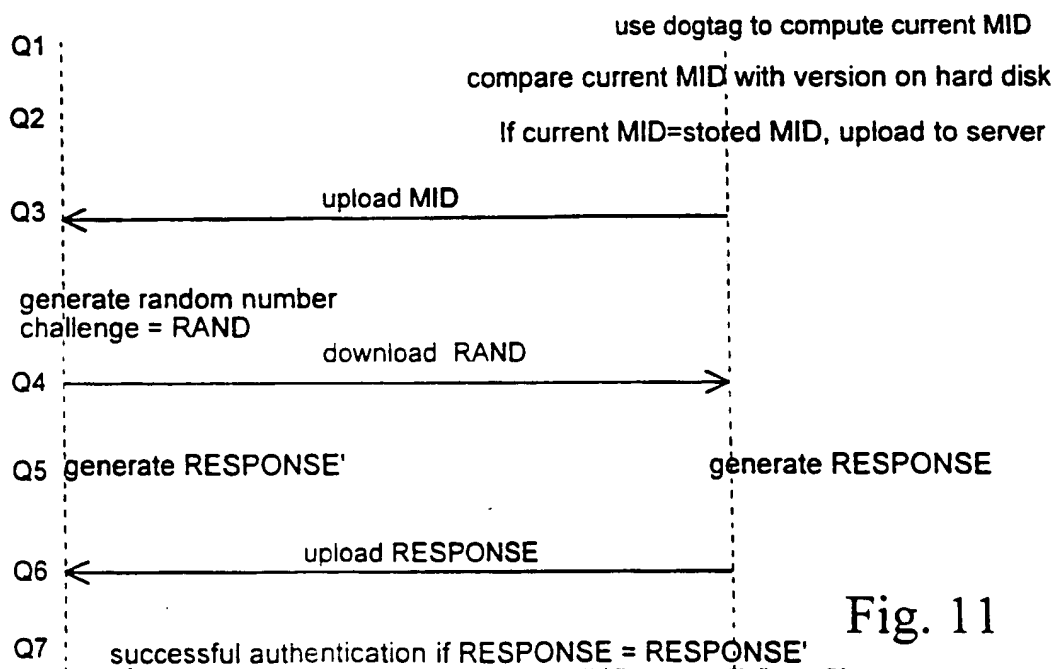 use dogtag to compute current MID
Q1
compare current MID with version on hard disk
Q2
If current MID=stored MID, upload to server
upload MID
Q3
generate random number
challenge = RAND
download RAND
Q4
Q5 generate RESPONSE' generate RESPONSE
upload RESPONSE
Q6
Fig. 11
Q7 successful authentication if RESPONSE = RESPONSE'